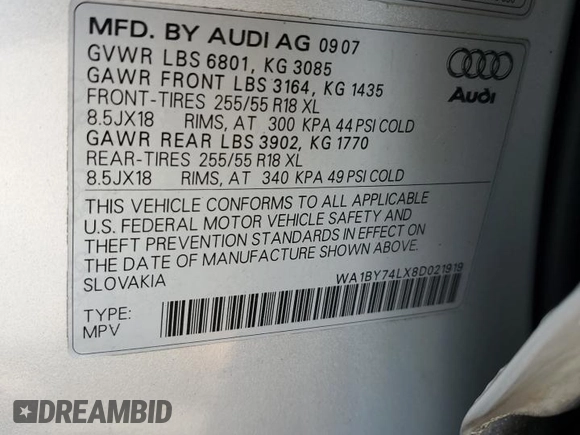 MFD. BY AUDI AG 0907
GVWR LBS 6801, KG 3085
GAWR FRONT LBS 3164, KG 1435
FRONT-TIRES 255/55 R18 XL
8.5JX18 RIMS, AT 300 KPA 44 PSI COLD
GAWR REAR LBS 3902, KG 1770
REAR-TIRES 255/55 R18 XL
8.5JX18 RIMS, AT 340 KPA 49 PSI COLD
Audi
THIS VEHICLE CONFORMS TO ALL APPLICABLE
U.S. FEDERAL MOTOR VEHICLE SAFETY AND
THEFT PREVENTION STANDARDS IN EFFECT ON
THE DATE OF MANUFACTURE SHOWN ABOVE.
SLOVAKIA
WA1BY74LX8D021919
TYPE:
MPV
DREAMBID